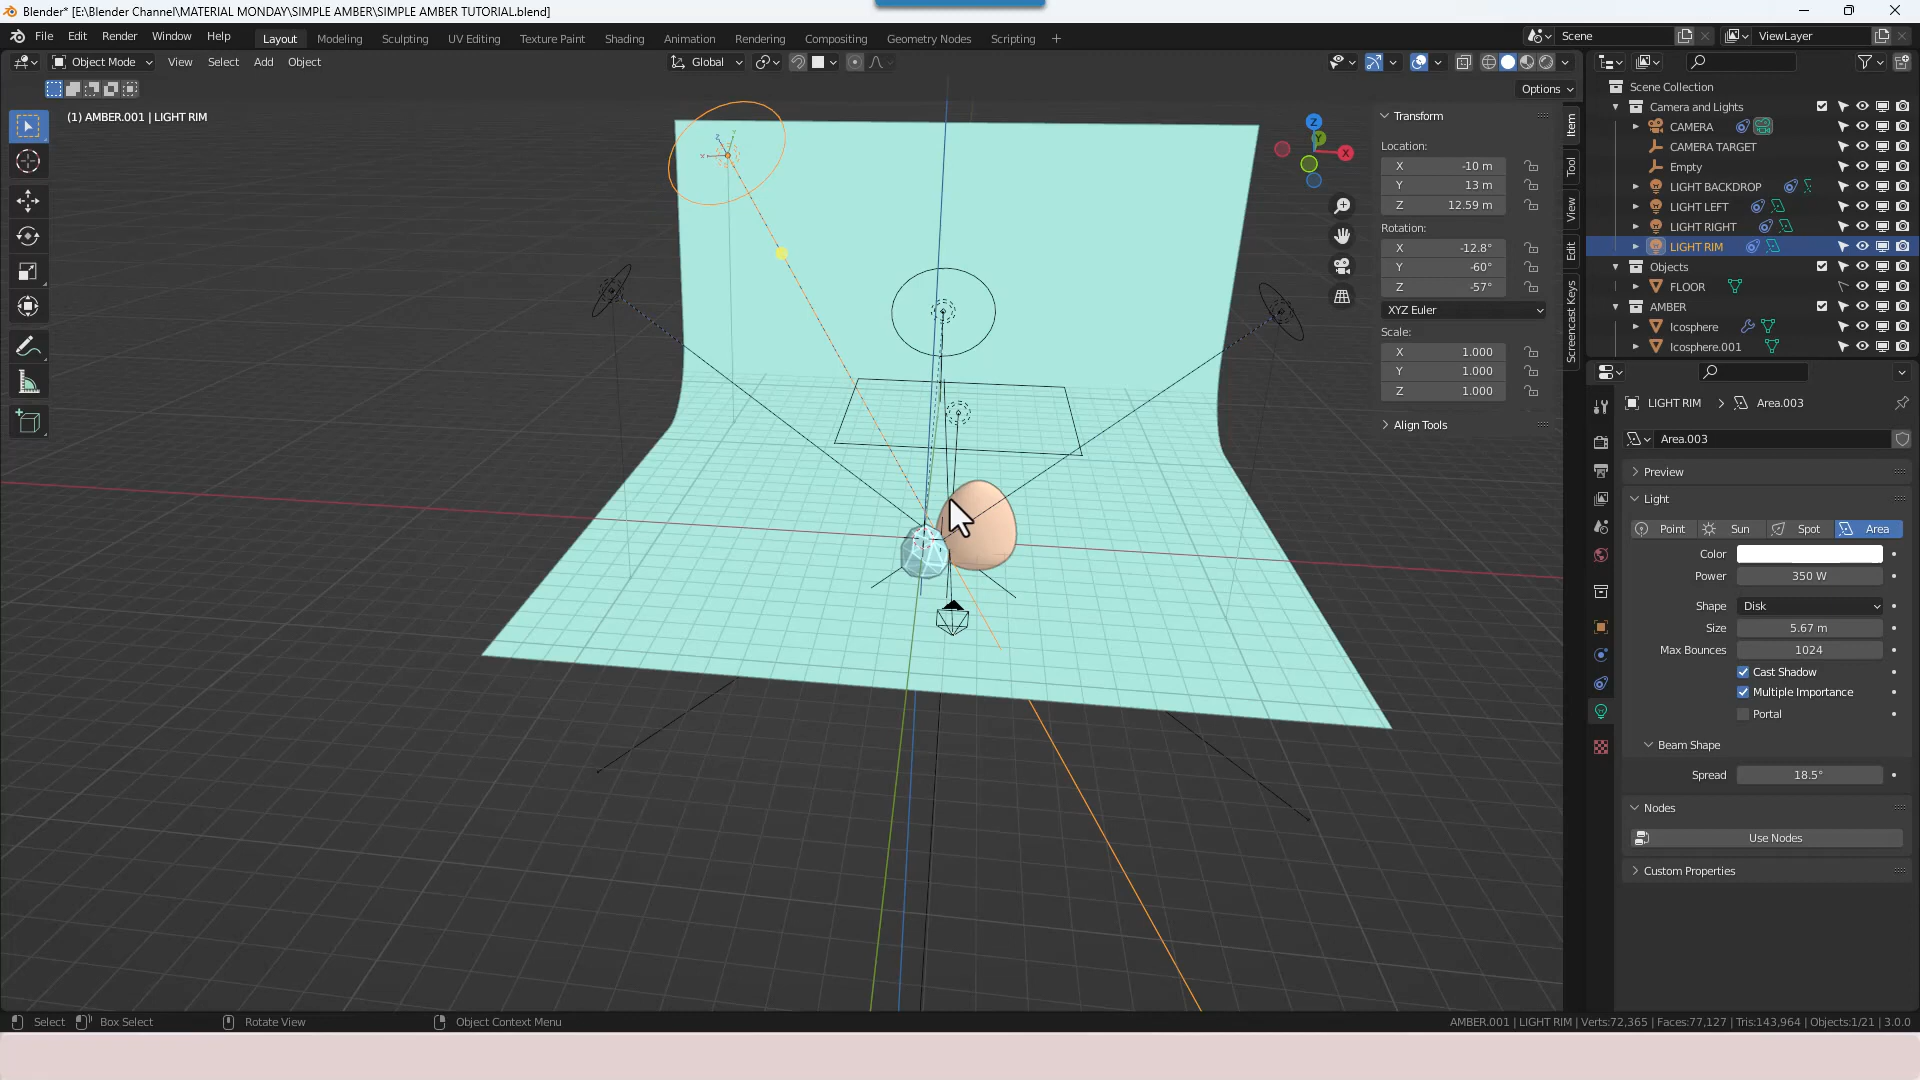 Blender* [E:\Blender Channel\MATERIAL MONDAY\SIMPLE AMBER\SIMPLE AMBER TUTORIAL.blend]
File Edit Render Window Help Layout Modeling Sculpting UV Editing Texture Paint Shading Animation Rendering Compositing Geometry Nodes Scripting + Scene ViewLayer
Object Mode View Select Add Object Global
Options
(1) AMBER.001 | LIGHT RIM
Transform
Location:
X -10 m
Y 13 m
Z 12.59 m
Rotation:
X -12.8°
Y -60°
Z -57°
XYZ Euler
Scale:
X 1.000
Y 1.000
Z 1.000
Align Tools
Item
Tool
View
Edit
Screencast Keys
Z
Y
X
Scene Collection
Camera and Lights
CAMERA
CAMERA TARGET
Empty
LIGHT BACKDROP
LIGHT LEFT
LIGHT RIGHT
LIGHT RIM
Objects
FLOOR
AMBER
Icosphere
Icosphere.001
LIGHT RIM > Area.003
Area.003
Preview
Light
Point Sun Spot Area
Color
Power 350 W
Shape Disk
Size 5.67 m
Max Bounces 1024
Cast Shadow
Multiple Importance
Portal
Beam Shape
Spread 18.5°
Nodes
Use Nodes
Custom Properties
Select Box Select Rotate View Object Context Menu AMBER.001 | LIGHT RIM | Verts:72,365 | Faces:77,127 | Tris:143,964 | Objects:1/21 | 3.0.0